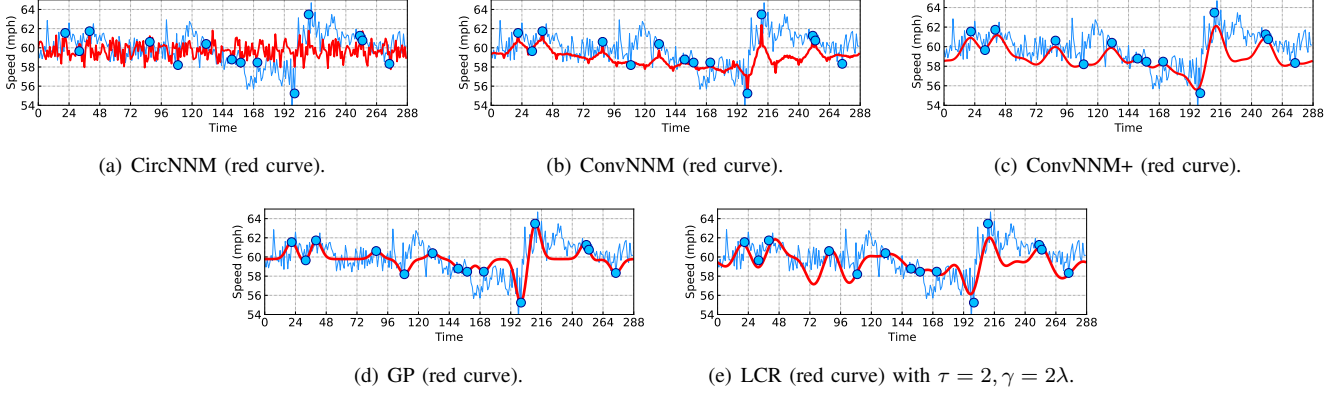 64
62
60
58
56
54
Speed (mph)
0 24 48 72 96 120 144 168 192 216 240 264 288
Time
(a) CircNNM (red curve).
64
62
60
58
56
54
Speed (mph)
0 24 48 72 96 120 144 168 192 216 240 264 288
Time
(b) ConvNNM (red curve).
64
62
60
58
56
54
Speed (mph)
0 24 48 72 96 120 144 168 192 216 240 264 288
Time
(c) ConvNNM+ (red curve).
64
62
60
58
56
54
Speed (mph)
0 24 48 72 96 120 144 168 192 216 240 264 288
Time
(d) GP (red curve).
64
62
60
58
56
54
Speed (mph)
0 24 48 72 96 120 144 168 192 216 240 264 288
Time
(e) LCR (red curve) with τ = 2, γ = 2λ.